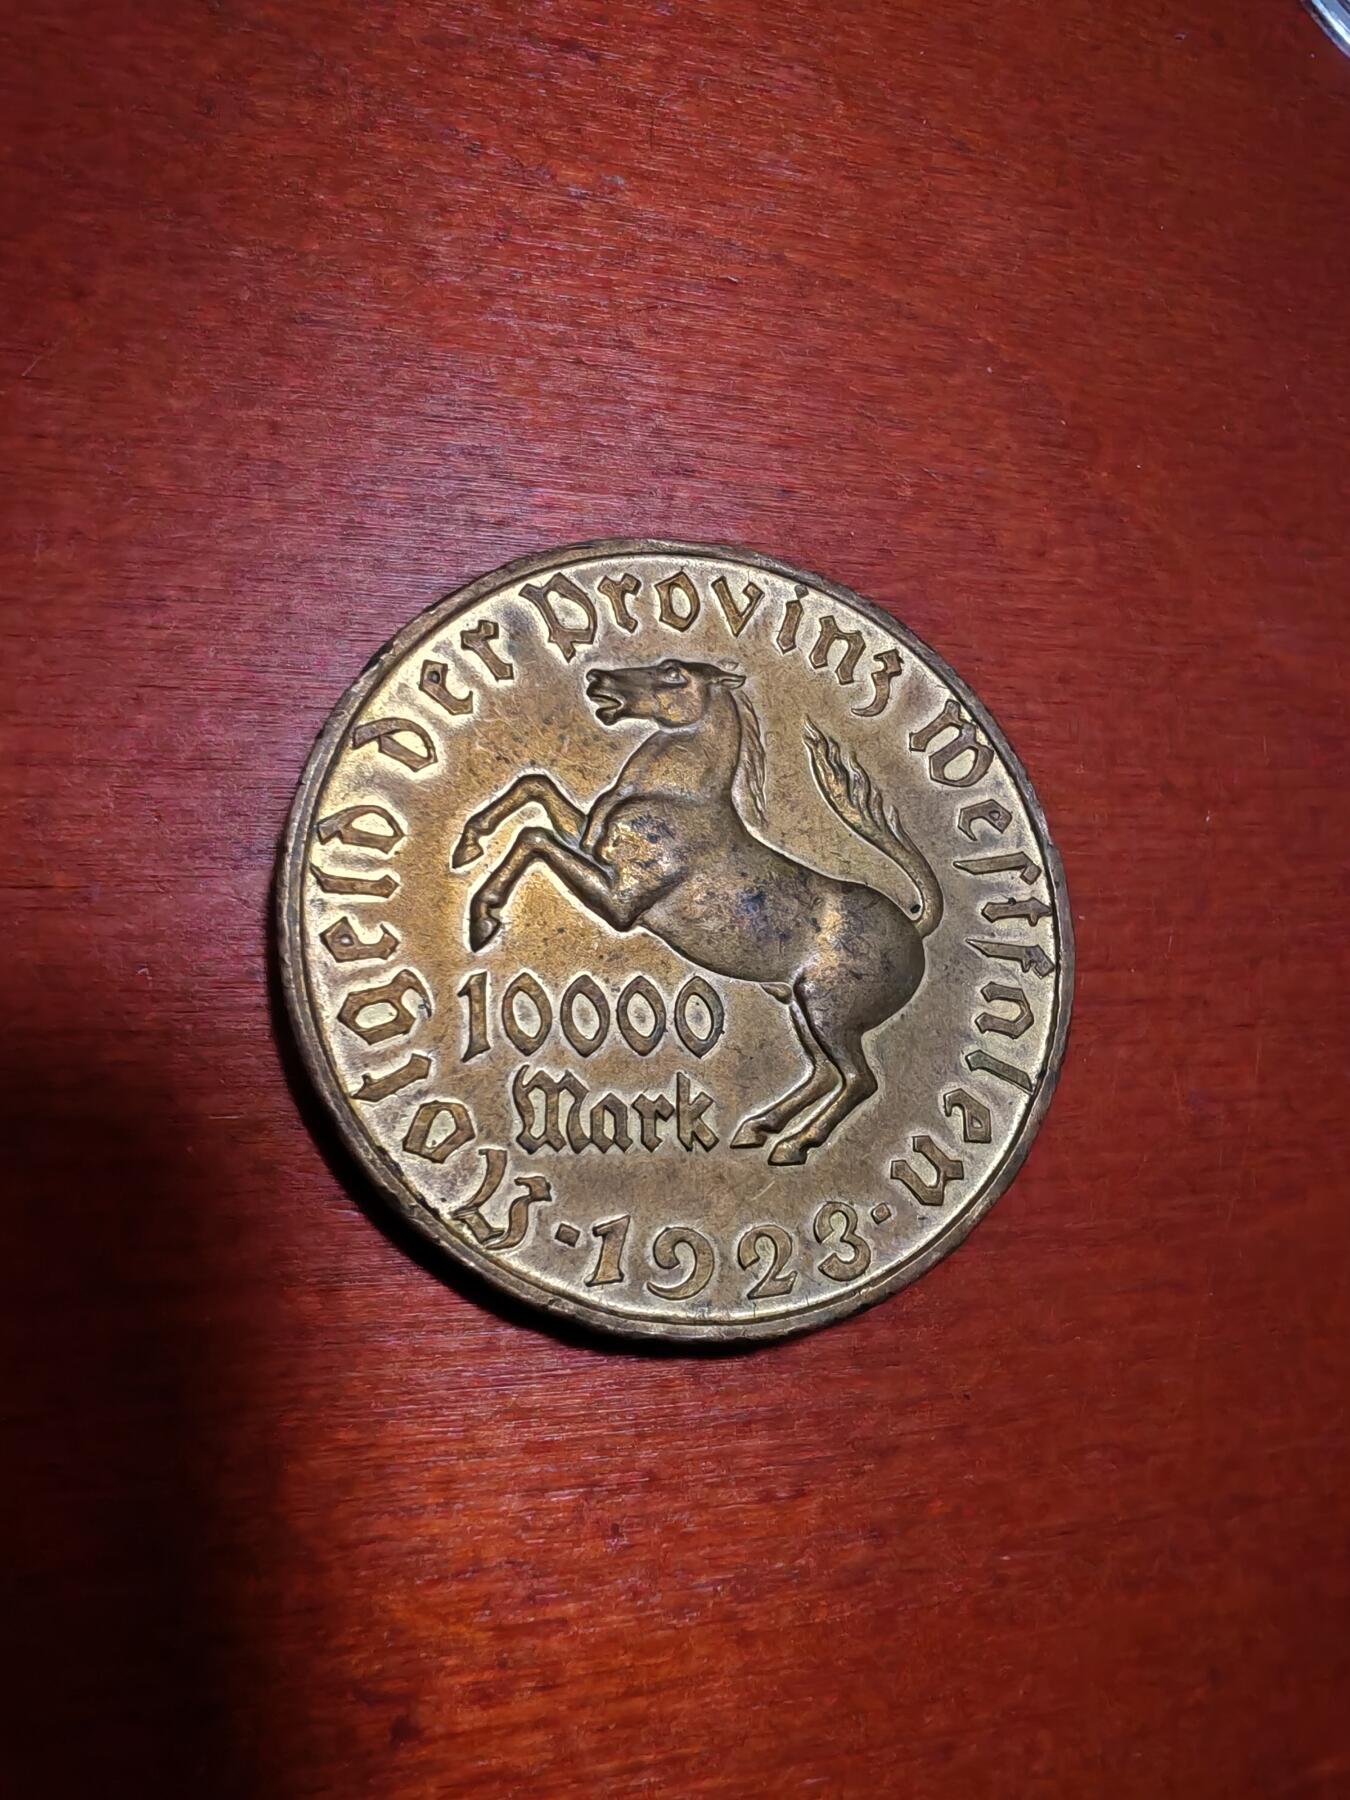 Notgeld der Provinz Westfalen
10000
Mark
·1923·